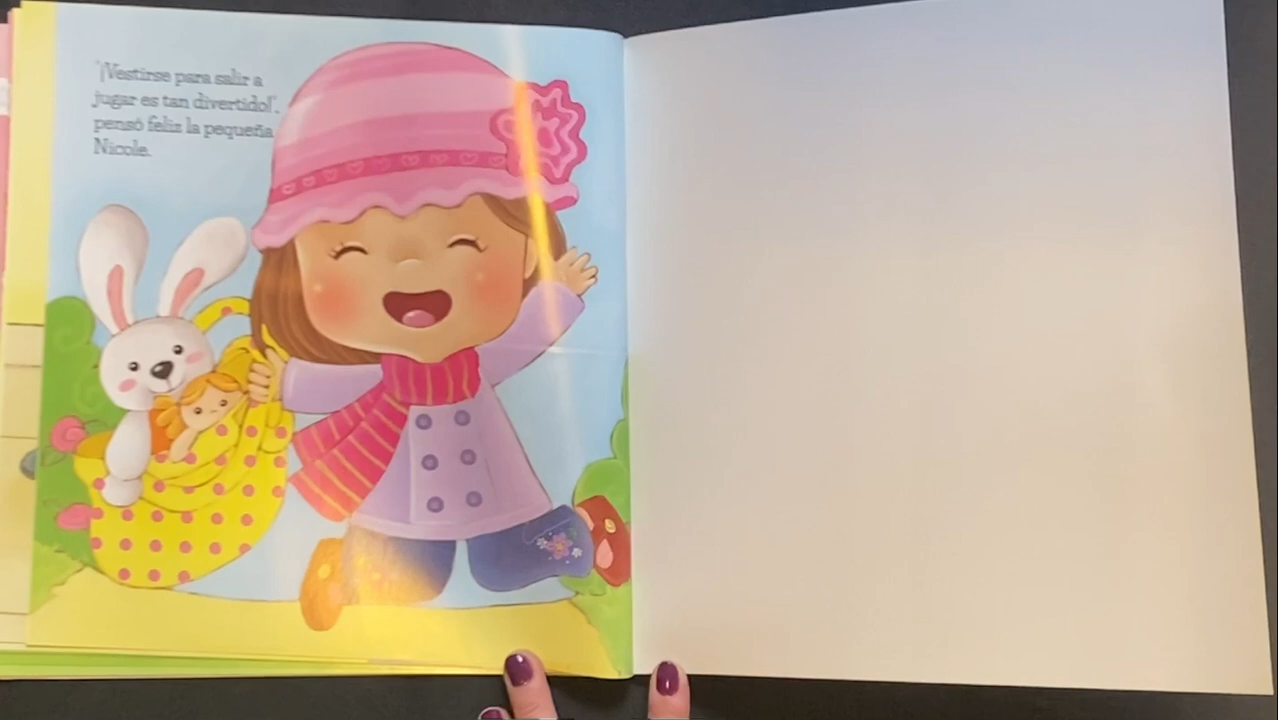 "¡Vestirse para salir a
jugar es tan divertido!",
pensó feliz la pequeña
Nicole.